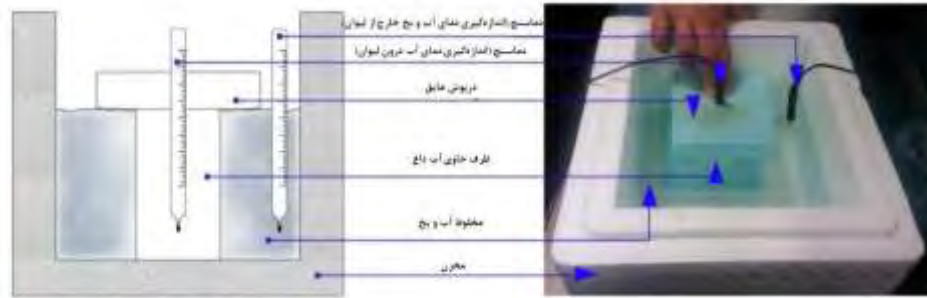 دماسنج (اندازه‌گیری دمای آب و یخ خارج از لیوان)
دماسنج (اندازه‌گیری دمای آب درون لیوان)
درپوش عایق
ظرف حاوی آب داغ
مخلوط آب و یخ
مخزن